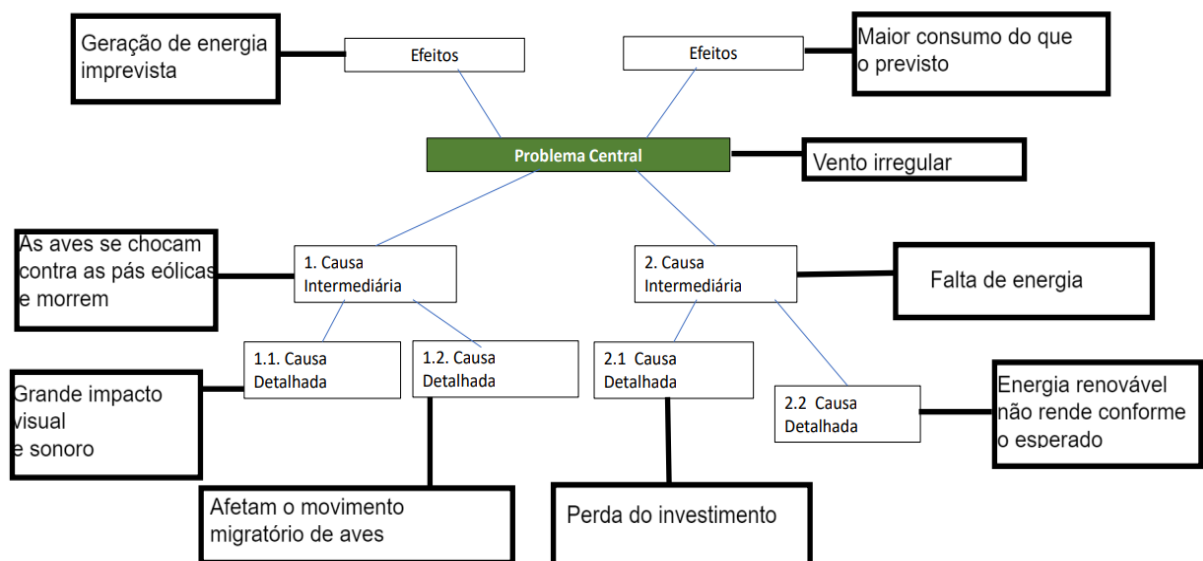 Geração de energia
imprevista
Efeitos
Efeitos
Maior consumo do que
o previsto
Problema Central
Vento irregular
As aves se chocam
contra as pás eólicas
e morrem
1. Causa
Intermediária
2. Causa
Intermediária
Falta de energia
1.1. Causa
Detalhada
1.2. Causa
Detalhada
2.1 Causa
Detalhada
2.2 Causa
Detalhada
Grande impacto
visual
e sonoro
Energia renovável
não rende conforme
o esperado
Afetam o movimento
migratório de aves
Perda do investimento